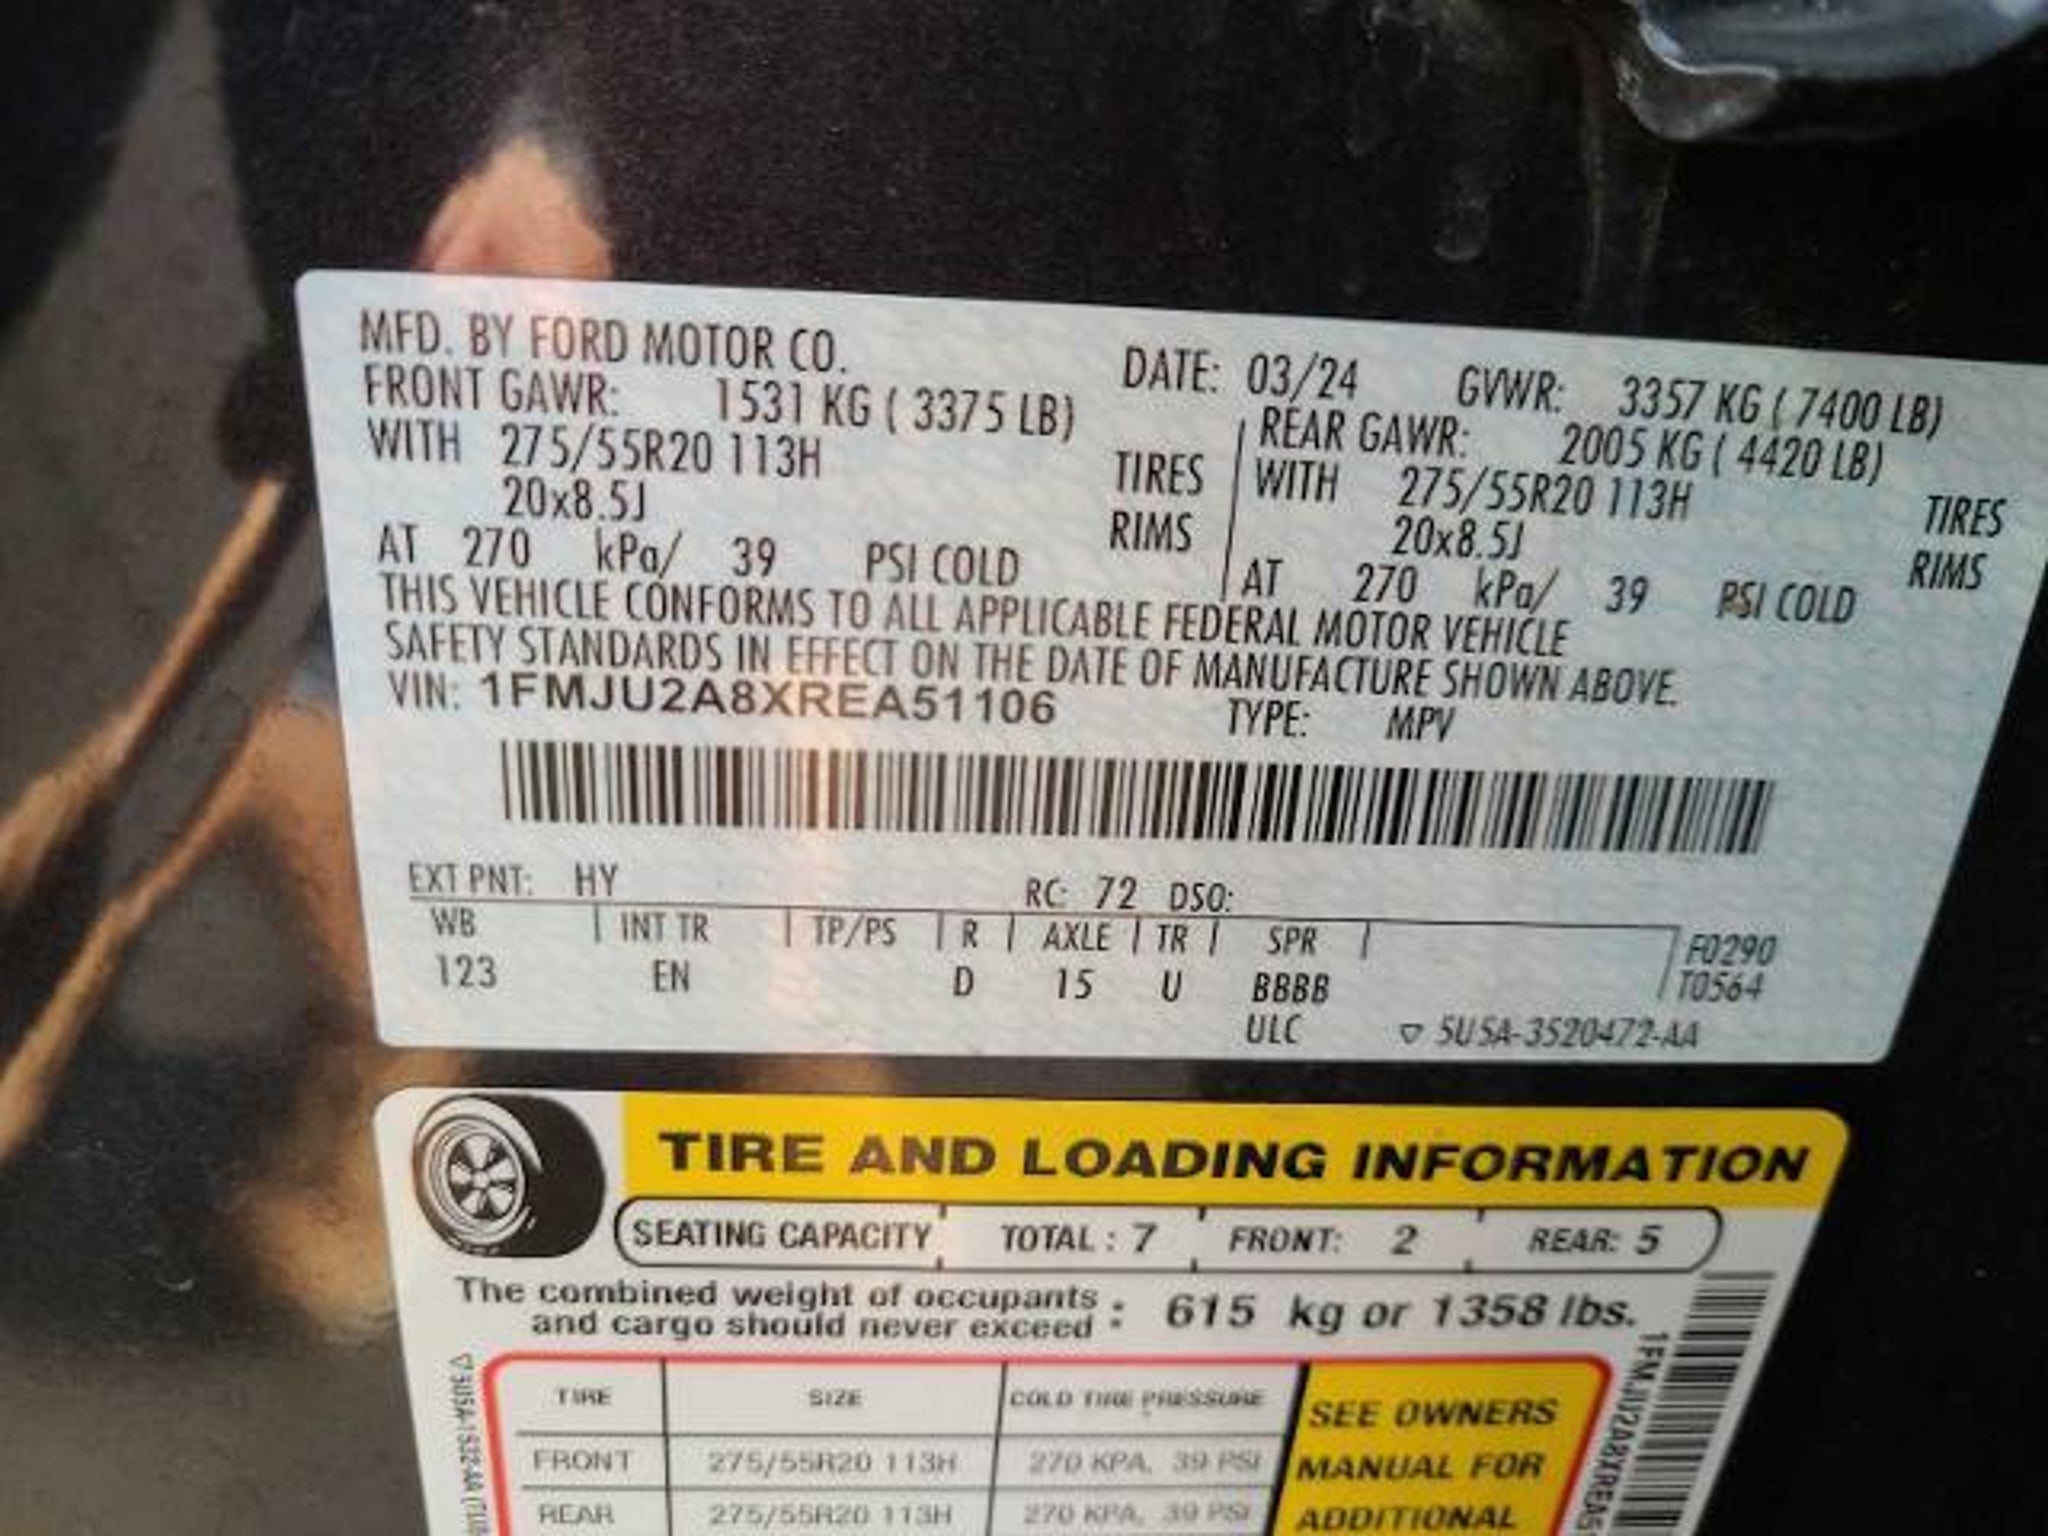 MFD. BY FORD MOTOR CO.
DATE: 03/24 GVWR: 3357 KG ( 7400 LB)
FRONT GAWR: 1531 KG ( 3375 LB)
WITH 275/55R20 113H TIRES
20x8.5J RIMS
AT 270 kPa/ 39 PSI COLD
REAR GAWR: 2005 KG ( 4420 LB)
WITH 275/55R20 113H TIRES
20x8.5J RIMS
AT 270 kPa/ 39 PSI COLD
THIS VEHICLE CONFORMS TO ALL APPLICABLE FEDERAL MOTOR VEHICLE
SAFETY STANDARDS IN EFFECT ON THE DATE OF MANUFACTURE SHOWN ABOVE.
VIN: 1FMJU2A8XREA51106 TYPE: MPV
EXT PNT: HY RC: 72 DSO:
WB | INT TR | TP/PS | R | AXLE | TR | SPR | F0290
123 EN D 15 U BBBB T0564
ULC ▽ 5U5A-3520472-AA
TIRE AND LOADING INFORMATION
SEATING CAPACITY TOTAL : 7 FRONT: 2 REAR: 5
The combined weight of occupants
and cargo should never exceed : 615 kg or 1358 lbs.
TIRE SIZE COLD TIRE PRESSURE
FRONT 275/55R20 113H 270 KPA, 39 PSI
REAR 275/55R20 113H 270 KPA, 39 PSI
SEE OWNERS
MANUAL FOR
ADDITIONAL
1FMJU2A8XREA5